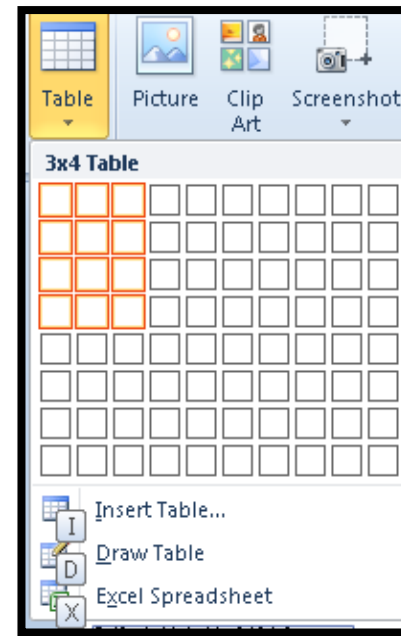 Table Picture Clip Art Screenshot
3x4 Table
Insert Table...
I
Draw Table
D
Excel Spreadsheet
X